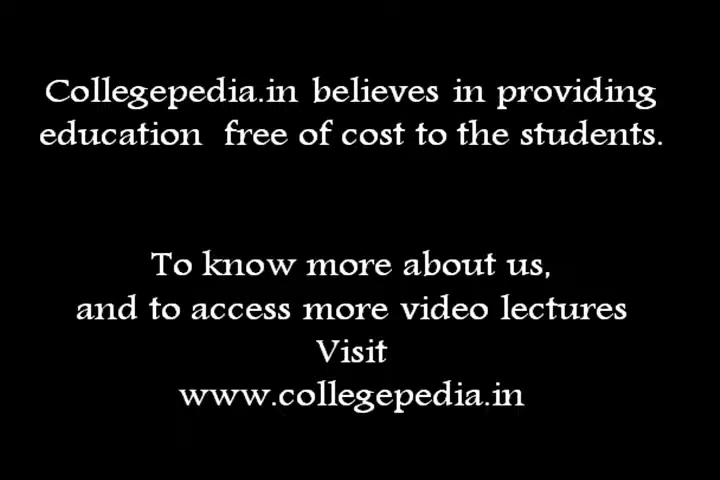 Collegepedia.in believes in providing
education free of cost to the students.
To know more about us,
and to access more video lectures
Visit
www.collegepedia.in